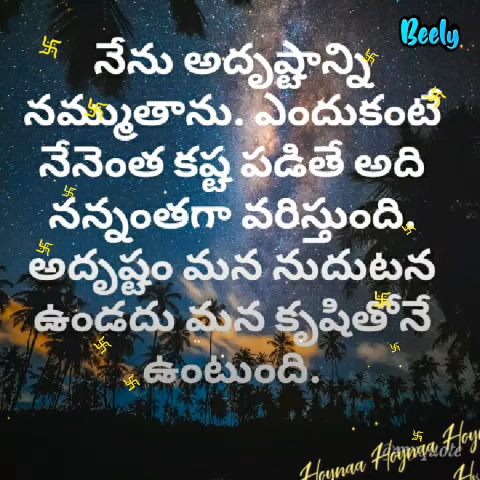 Beely
నేను అదృష్టాన్ని
నమ్ముతాను. ఎందుకంటే
నేనెంత కష్ట పడితే అది
నన్నంతగా వరిస్తుంది.
అదృష్టం మన నుదుటన
ఉండదు మన కృషితోనే
ఉంటుంది.
Hoynaa Hoynaa